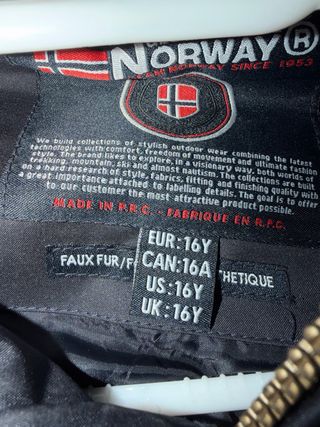 NORWAY®
AN NORWAY SINCE 1953
We build collections of stylish outdoor wear combining the latest
technologies with comfort, freedom of movement and ultimate fashion
style. The brand likes to explore, in a visionary way, both worlds of
trekking, mountain, ski and almost nautism. The collections are built
on a hard research of style, fabrics, fitting and finishing quality with
a great importance attached to labelling details. The goal is to offer
to our customer the most attractive product possible.
MADE IN P.R.C. - FABRIQUE EN R.P.C.
EUR:16Y
FAUX FUR/F THETIQUE
CAN:16A
US:16Y
UK:16Y